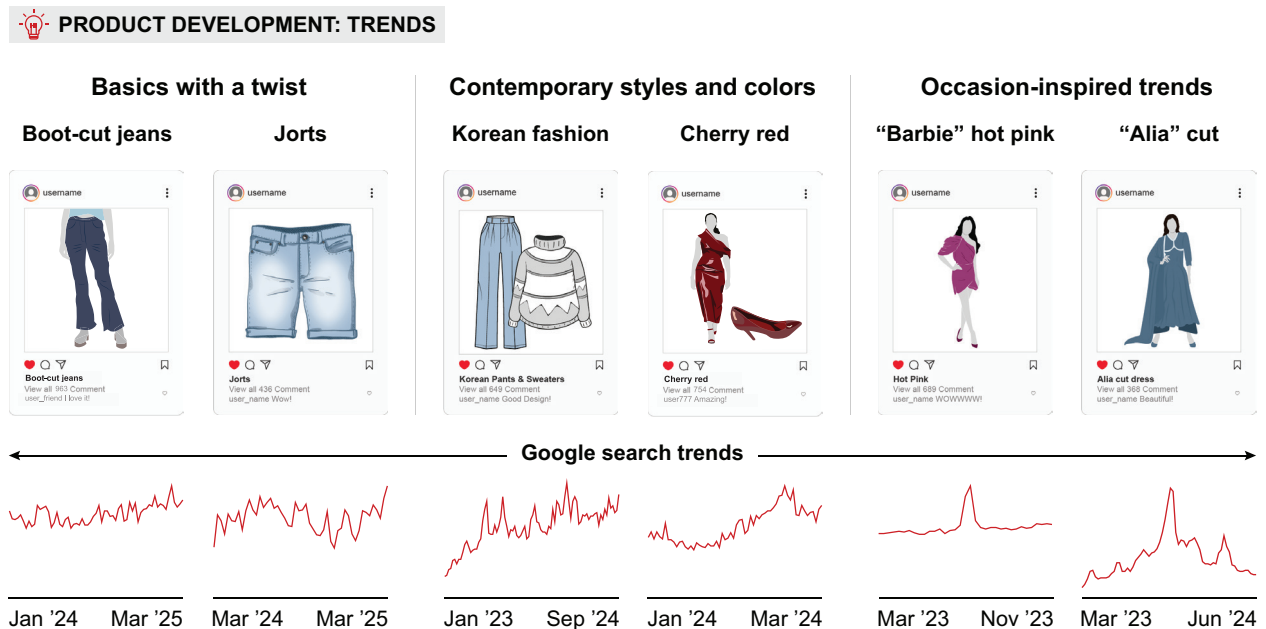 PRODUCT DEVELOPMENT: TRENDS
Basics with a twist
Contemporary styles and colors
Occasion-inspired trends
Boot-cut jeans
Jorts
Korean fashion
Cherry red
“Barbie” hot pink
“Alia” cut
username
username
username
username
username
username
Boot-cut jeans
View all 963 Comment
user_friend I love it!
Jorts
View all 436 Comment
user_name Wow!
Korean Pants & Sweaters
View all 649 Comment
user_name Good Design!
Cherry red
View all 754 Comment
user777 Amazing!
Hot Pink
View all 689 Comment
user_name WOWWWW!
Alia cut dress
View all 368 Comment
user_name Beautiful!
Google search trends
Jan ’24 Mar ’25
Mar ’24 Mar ’25
Jan ’23 Sep ’24
Jan ’24 Mar ’24
Mar ’23 Nov ’23
Mar ’23 Jun ’24